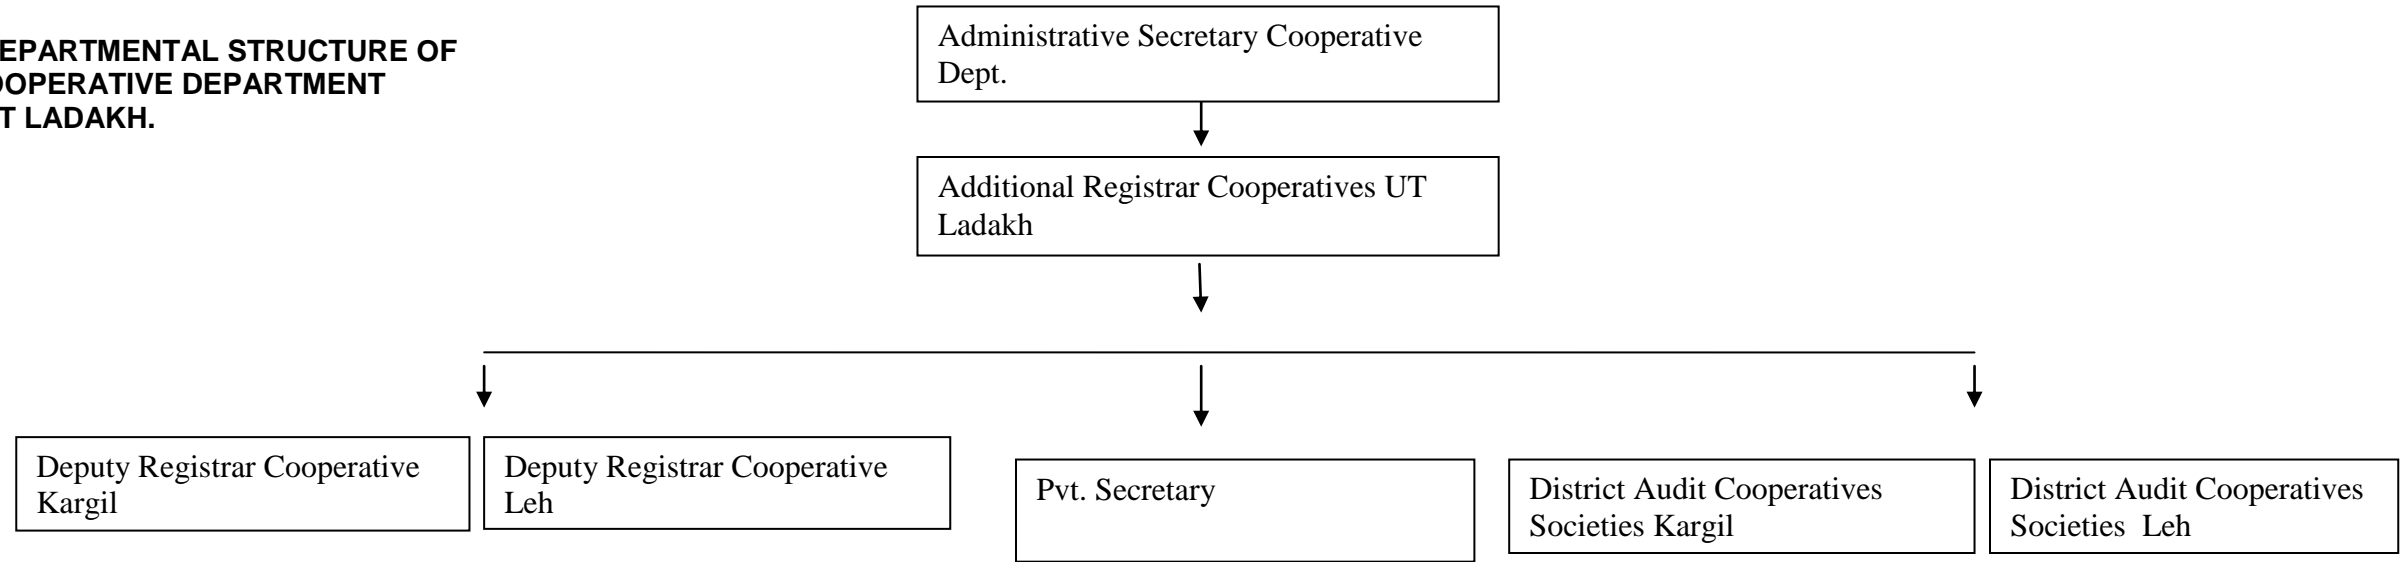 EPARTMENTAL STRUCTURE OF
OOPERATIVE DEPARTMENT
T LADAKH.
Administrative Secretary Cooperative
Dept.
Additional Registrar Cooperatives UT
Ladakh
Deputy Registrar Cooperative
Kargil
Deputy Registrar Cooperative
Leh
Pvt. Secretary
District Audit Cooperatives
Societies Kargil
District Audit Cooperatives
Societies Leh